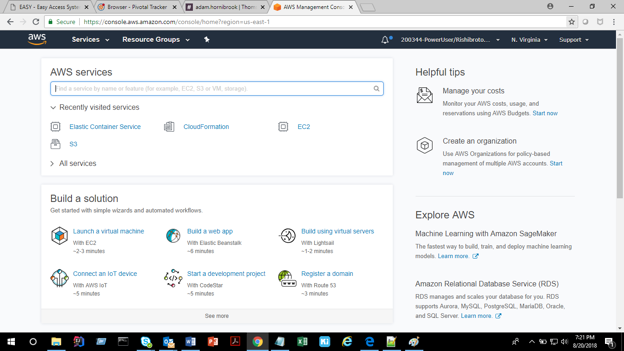 EASY - Easy Access System
Browser - Pivotal Tracker
adam.hornibrook | Thom
AWS Management Conso
Secure
https://console.aws.amazon.com/console/home?region=us-east-1
aws
Services
Resource Groups
200344-PowerUser/Rishibroto...
N. Virginia
Support
AWS services
Find a service by name or feature (for example, EC2, S3 or VM, storage).
Recently visited services
Elastic Container Service
CloudFormation
EC2
S3
All services
Build a solution
Get started with simple wizards and automated workflows.
Launch a virtual machine
With EC2
~2-3 minutes
Build a web app
With Elastic Beanstalk
~6 minutes
Build using virtual servers
With Lightsail
~1-2 minutes
Connect an IoT device
With AWS IoT
~5 minutes
Start a development project
With CodeStar
~5 minutes
Register a domain
With Route 53
~3 minutes
See more
Helpful tips
Manage your costs
Monitor your AWS costs, usage, and
reservations using AWS Budgets. Start now
Create an organization
Use AWS Organizations for policy-based
management of multiple AWS accounts. Start
now
Explore AWS
Machine Learning with Amazon SageMaker
The fastest way to build, train, and deploy machine learning
models. Learn more.
Amazon Relational Database Service (RDS)
RDS manages and scales your database for you. RDS
supports Aurora, MySQL, PostgreSQL, MariaDB, Oracle,
and SQL Server. Learn more.
7:21 PM
8/20/2018